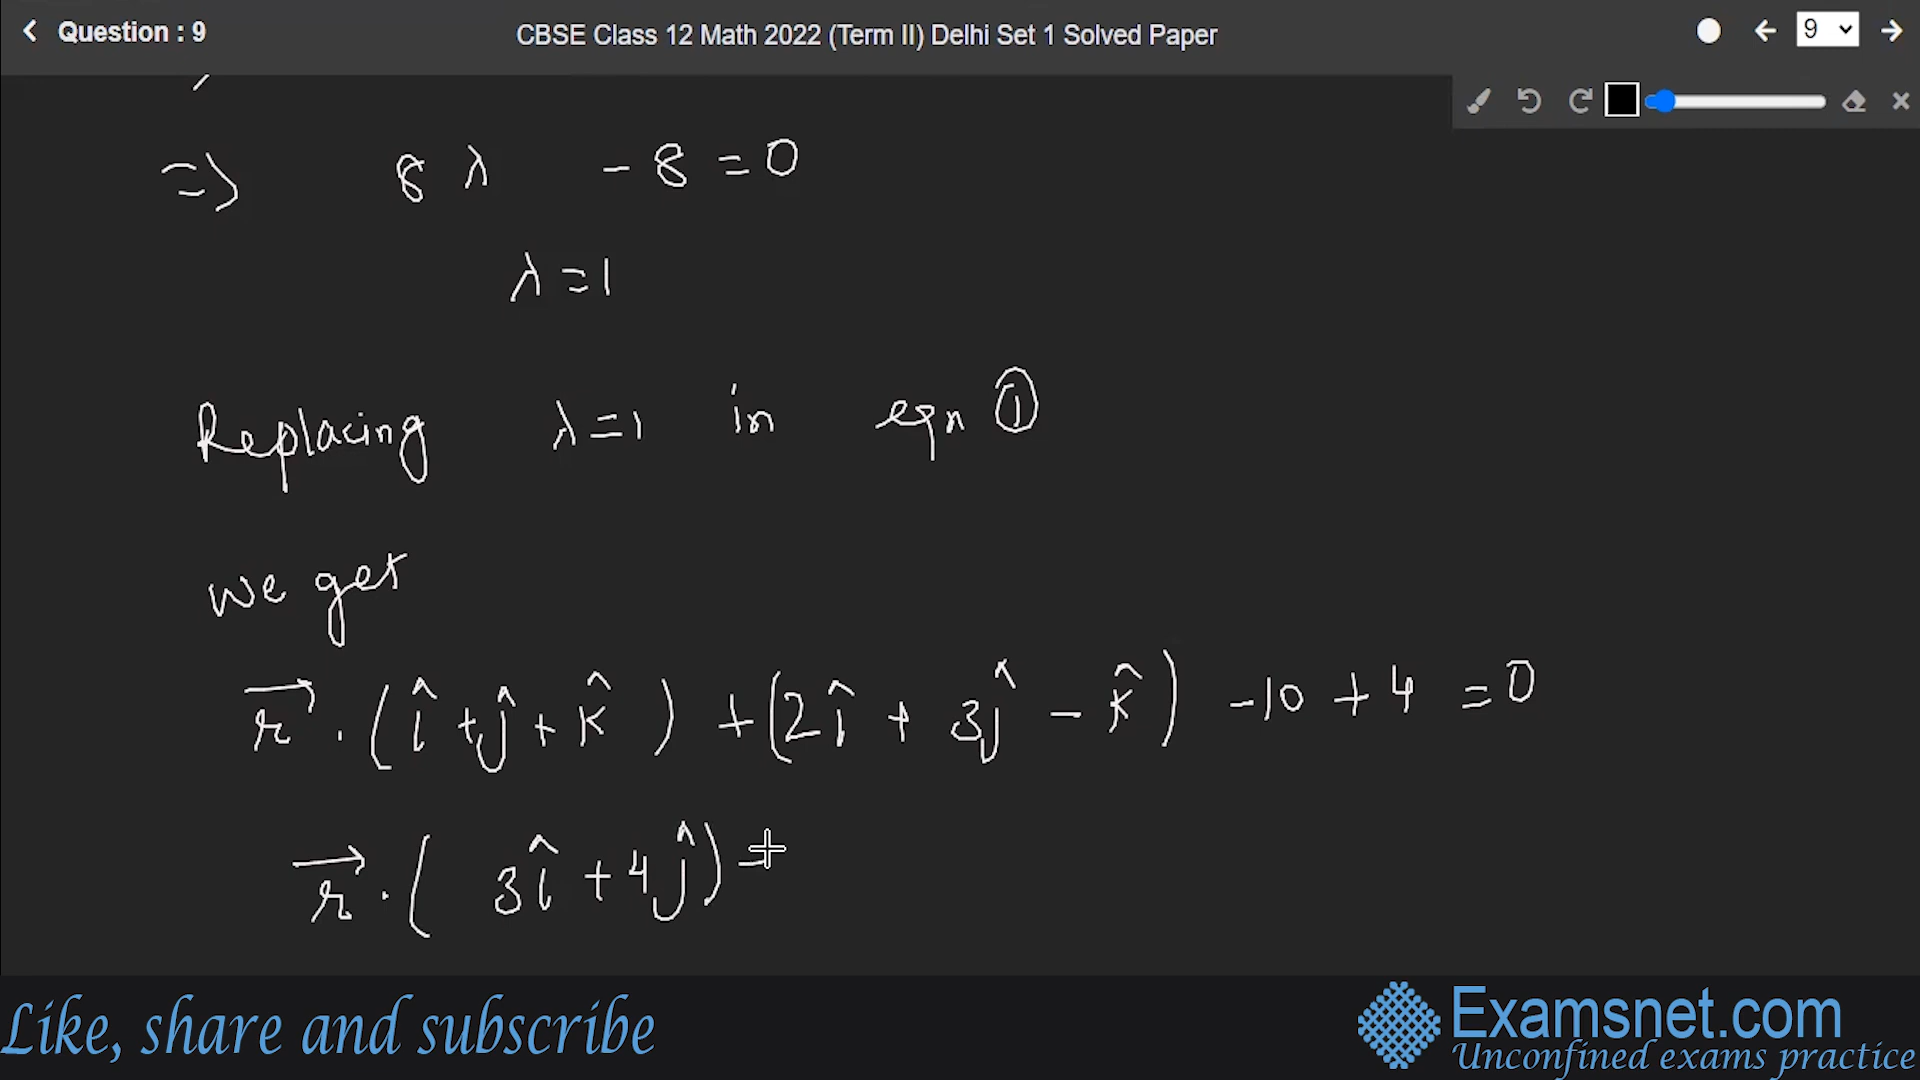 Question : 9
CBSE Class 12 Math 2022 (Term II) Delhi Set 1 Solved Paper
9
=> 8 λ - 8 = 0
λ = 1
Replacing λ = 1 in eqn ①
we get
r⃗ . (î + ĵ + k̂) + (2î + 3ĵ - k̂) - 10 + 4 = 0
r⃗ . (3î + 4ĵ) =
Like, share and subscribe
Examsnet.com
Unconfined exams practice